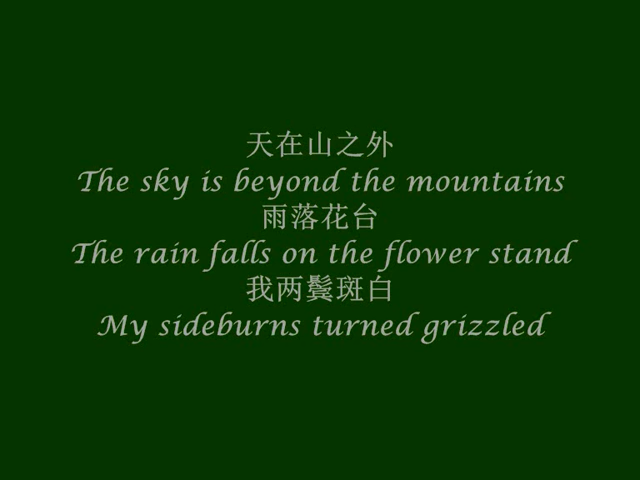 天在山之外
The sky is beyond the mountains
雨落花台
The rain falls on the flower stand
我两鬓斑白
My sideburns turned grizzled